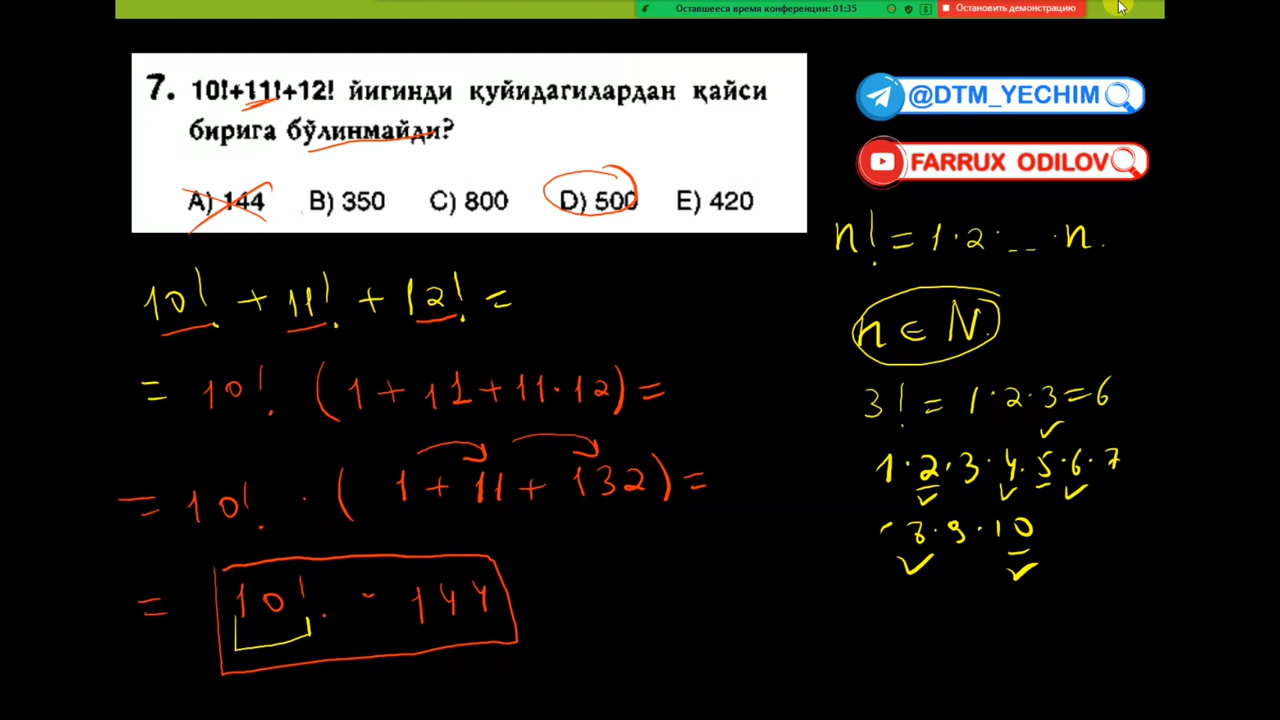 Оставшееся время конференции: 01:35
Остановить демонстрацию
7. 10!+11!+12! йигинди қуйидагилардан қайси
бирига бўлинмайди?
A) 144 B) 350 C) 800 D) 500 E) 420
@DTM_YECHIM
FARRUX ODILOV
10! + 11! + 12! =
= 10! (1 + 11 + 11 · 12) =
= 10! · (1 + 11 + 132) =
= 10! · 144
n! = 1 · 2 · ... · n.
n ∈ N.
3! = 1 · 2 · 3 = 6
1 · 2 · 3 · 4 · 5 · 6 · 7
· 8 · 9 · 10